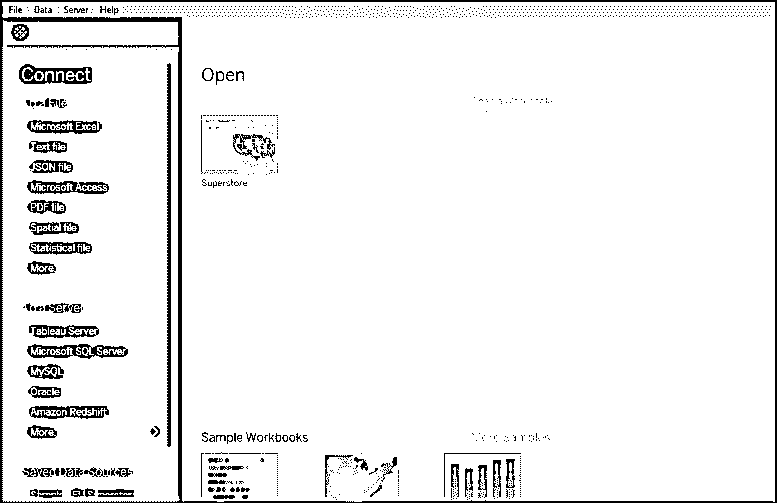 File Data Server Help
Connect
To a File
Microsoft Excel
Text file
JSON file
Microsoft Access
PDF file
Spatial file
Statistical file
More
To a Server
Tableau Server
Microsoft SQL Server
MySQL
Oracle
Amazon Redshift
More
Saved Data Sources
Open
Superstore
Sample Workbooks
More Samples